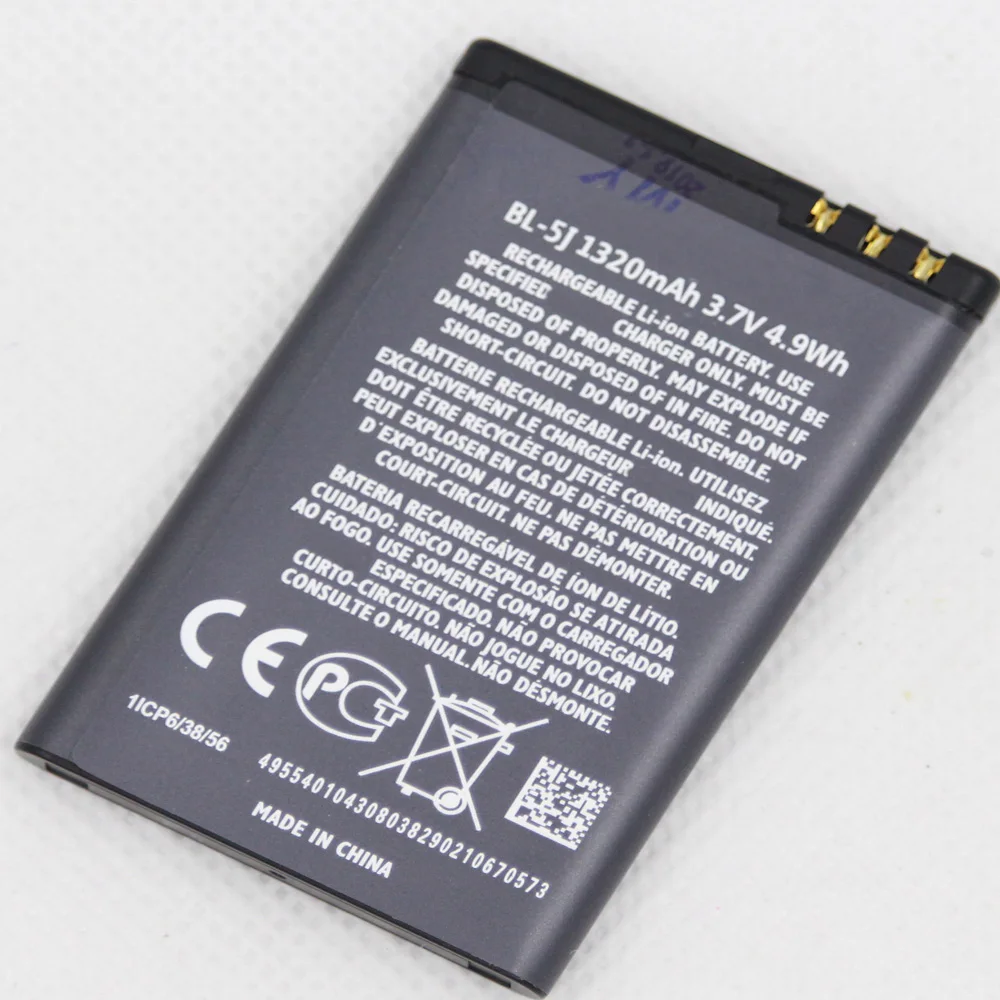 BL-5J 1320mAh 3.7V 4.9Wh
RECHARGEABLE Li-ion BATTERY. USE
SPECIFIED CHARGER ONLY. MUST BE
DISPOSED OF PROPERLY. MAY EXPLODE IF
DAMAGED OR DISPOSED OF IN FIRE. DO NOT
SHORT-CIRCUIT. DO NOT DISASSEMBLE.
BATTERIE RECHARGEABLE Li-ion. UTILISEZ
EXCLUSIVEMENT LE CHARGEUR INDIQUÉ.
DOIT ÊTRE RECYCLÉE OU JETÉE CORRECTEMENT.
PEUT EXPLOSER EN CAS DE DÉTÉRIORATION OU
D'EXPOSITION AU FEU, NE PAS METTRE EN
COURT-CIRCUIT. NE PAS DÉMONTER.
BATERIA RECARREGÁVEL DE ÍON DE LÍTIO.
CUIDADO: RISCO DE EXPLOSÃO SE ATIRADA
AO FOGO. USE SOMENTE COM O CARREGADOR
ESPECIFICADO. NÃO PROVOCAR
CURTO-CIRCUITO. NÃO JOGUE NO LIXO.
CONSULTE O MANUAL. NÃO DESMONTE.
CE PCT
1ICP6/38/56
495540104308038290210670573
MADE IN CHINA